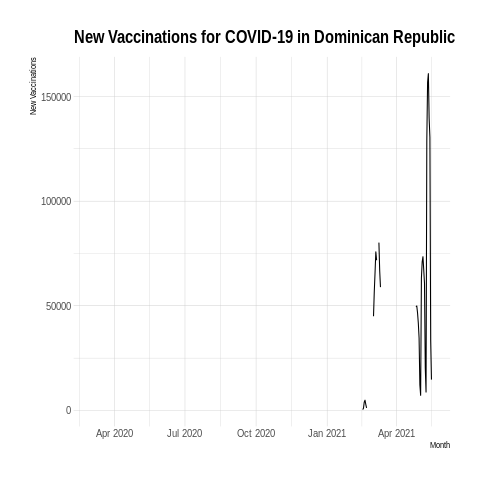 New Vaccinations for COVID-19 in Dominican Republic
New Vaccinations
150000
100000
50000
0
Apr 2020 Jul 2020 Oct 2020 Jan 2021 Apr 2021
Month